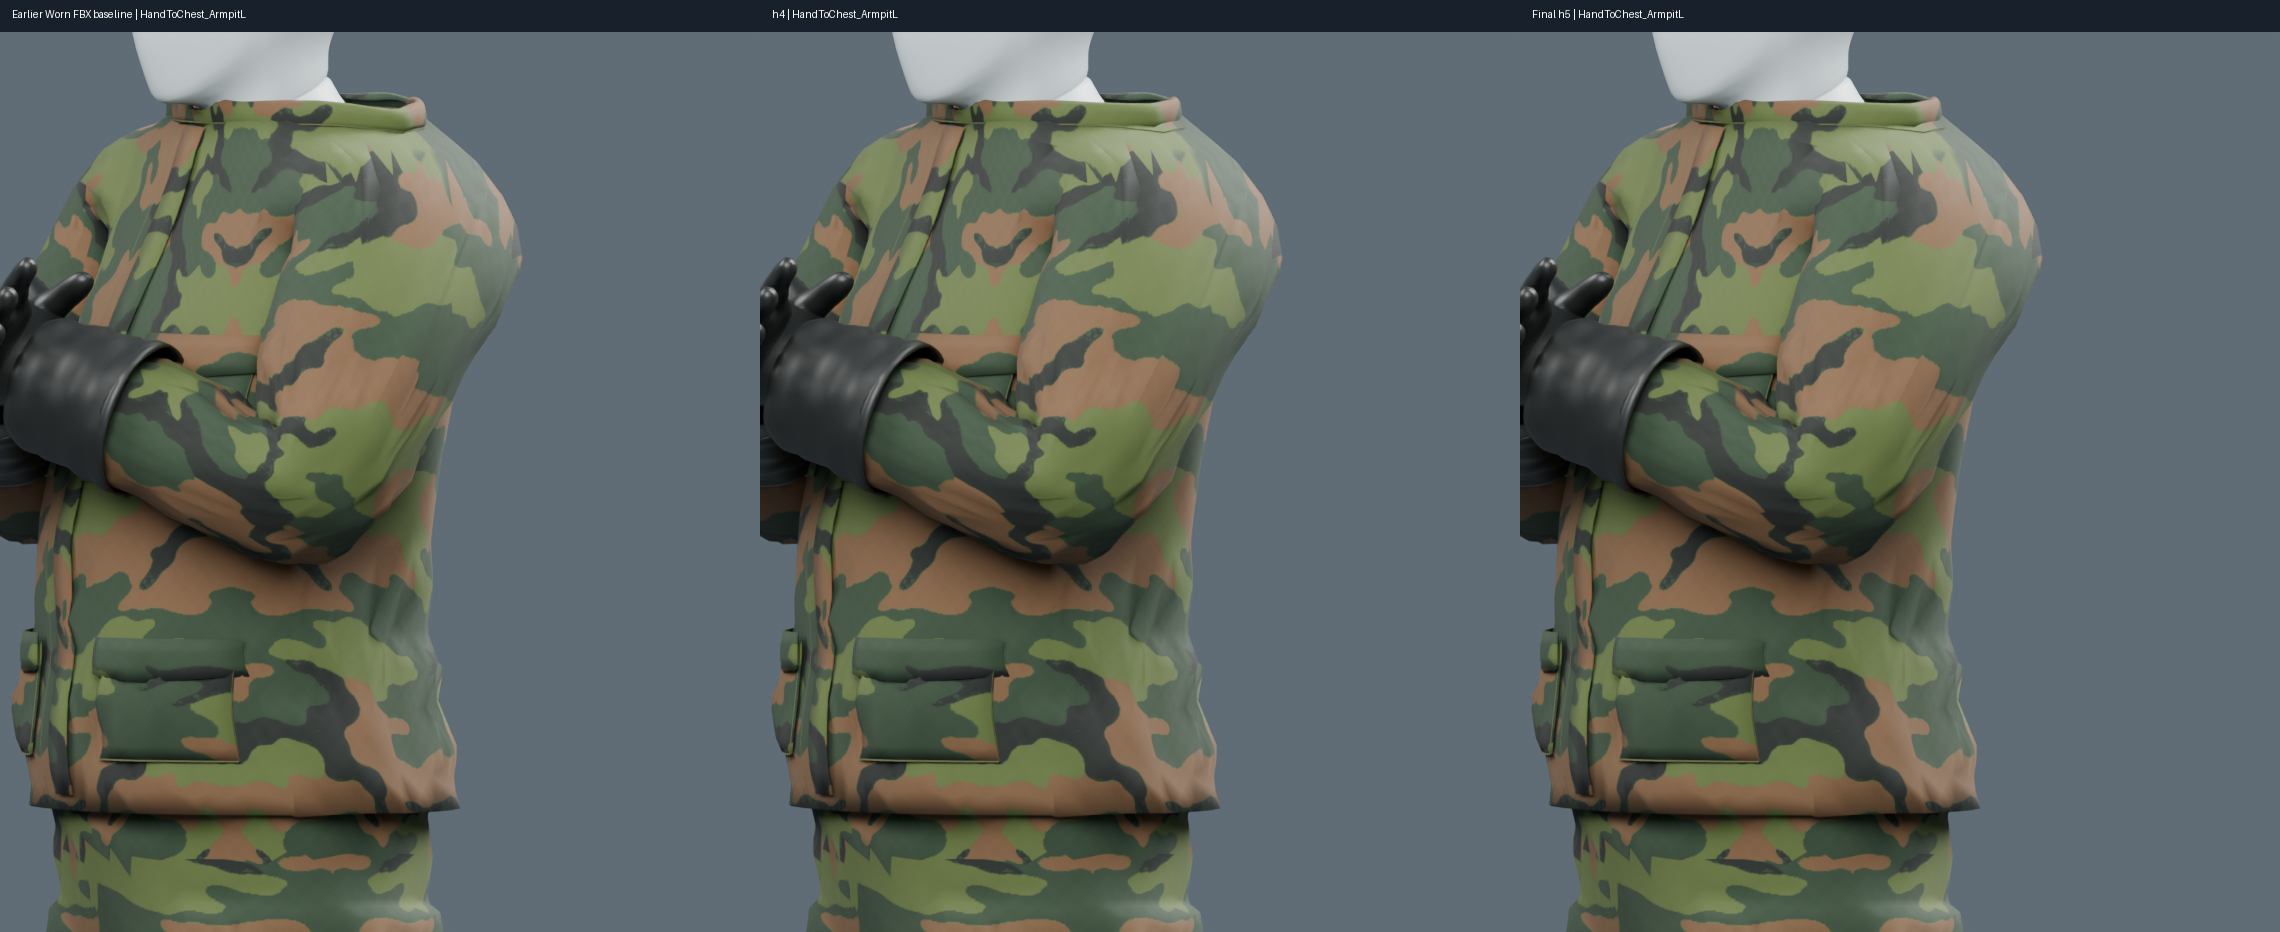 Earlier Worn FBX baseline | HandToChest_ArmpitL
h4 | HandToChest_ArmpitL
Final h5 | HandToChest_ArmpitL